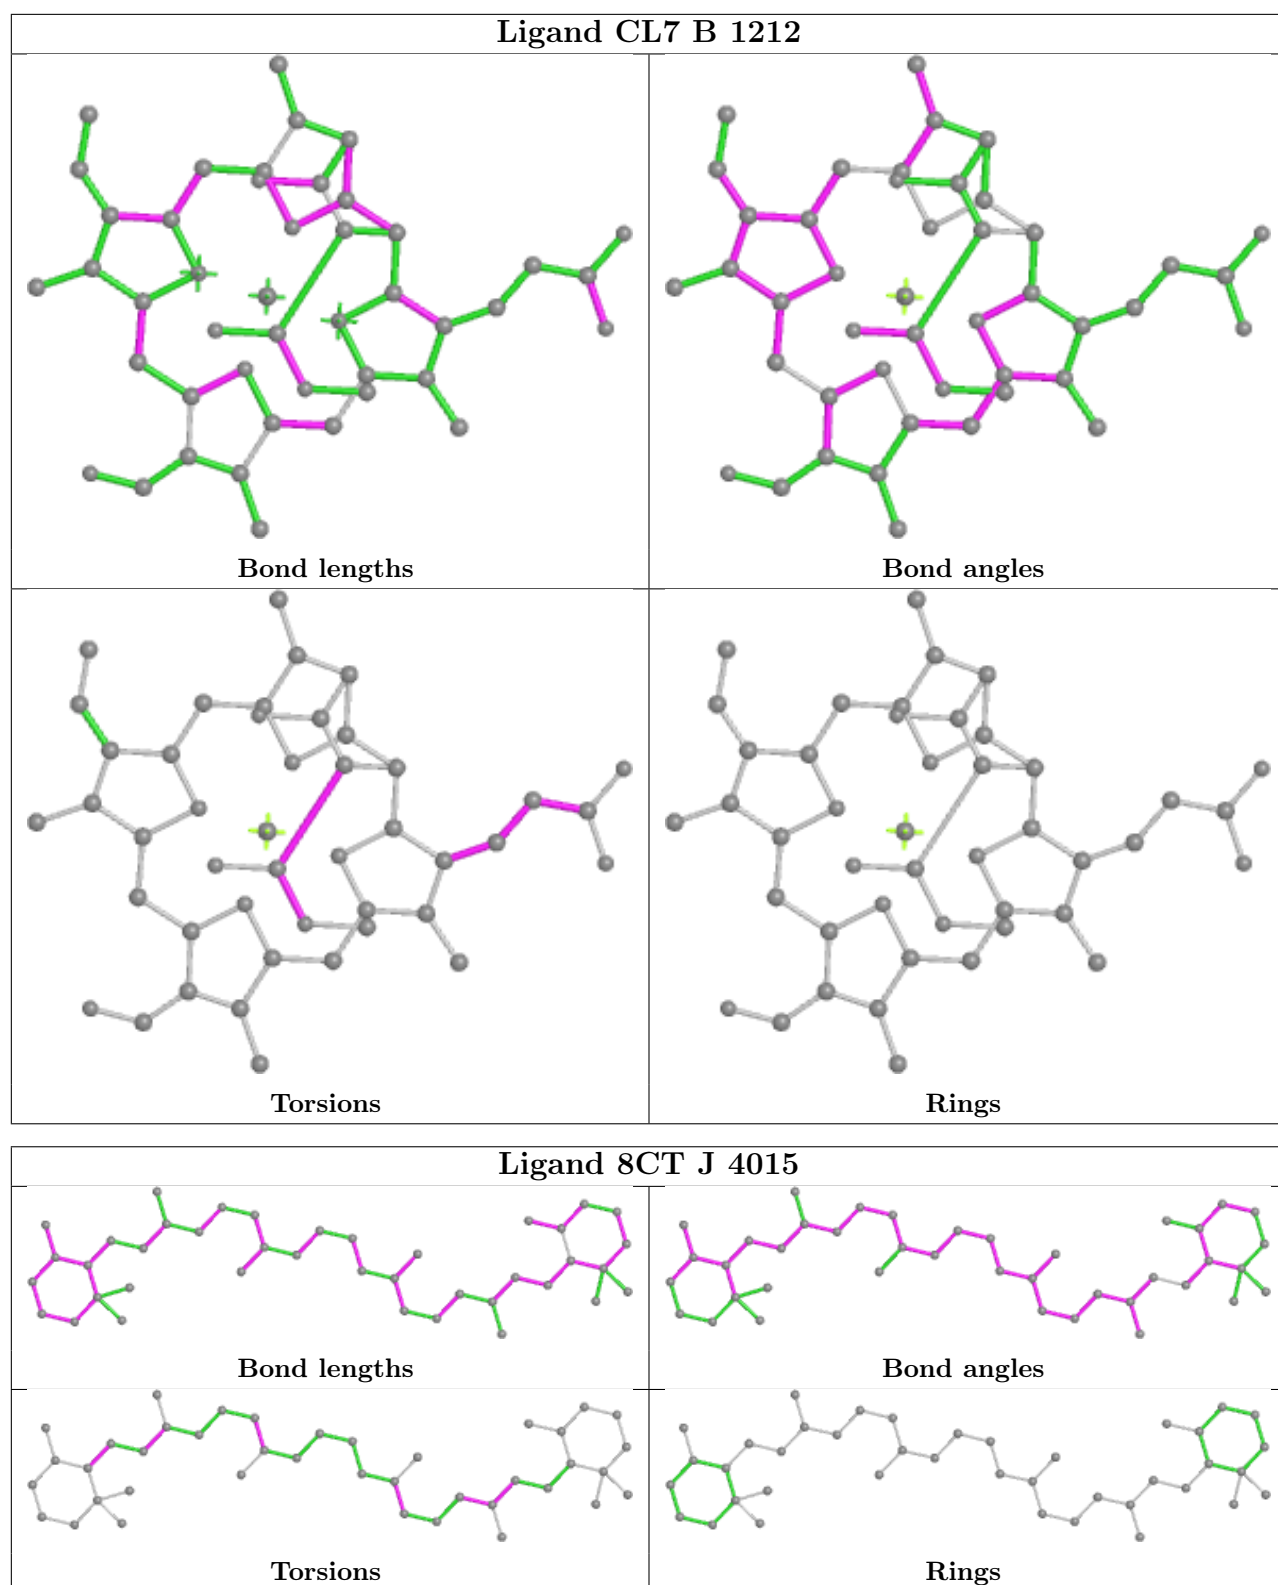 Ligand CL7 B 1212
Bond lengths
Bond angles
Torsions
Rings
Ligand 8CT J 4015
Bond lengths
Bond angles
Torsions
Rings